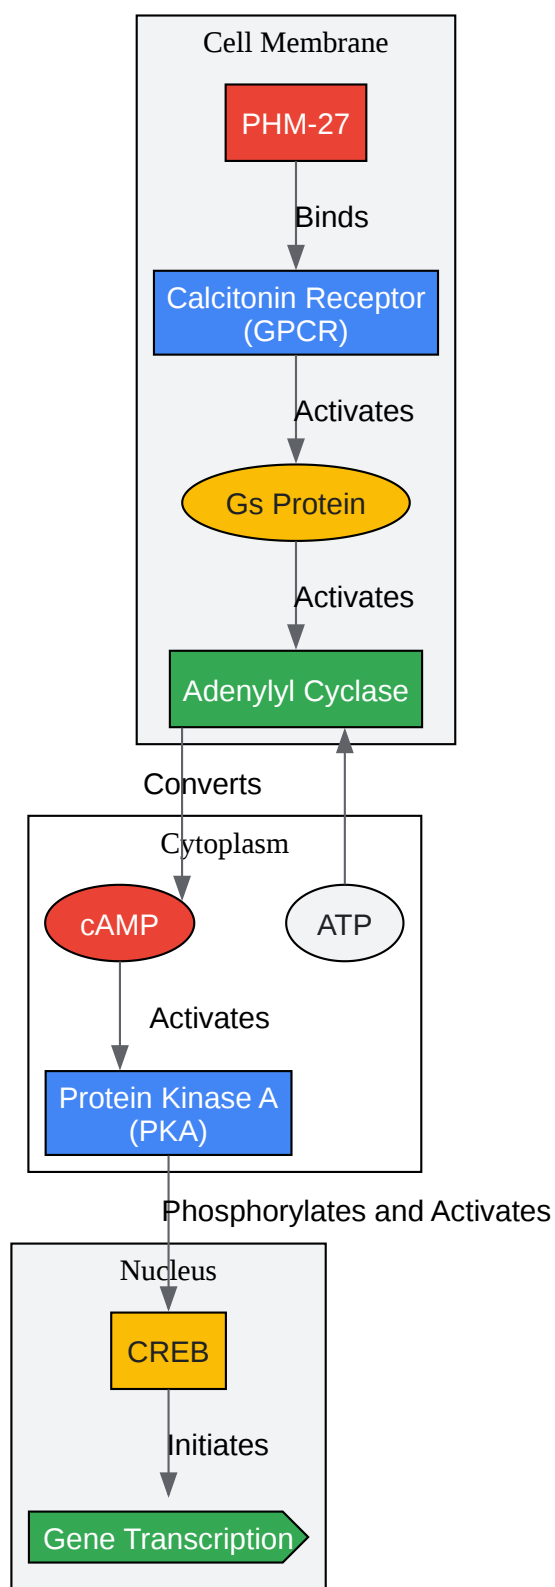 Cell Membrane
PHM-27
Binds
Calcitonin Receptor
(GPCR)
Activates
Gs Protein
Activates
Adenylyl Cyclase
Converts
Cytoplasm
cAMP
ATP
Activates
Protein Kinase A
(PKA)
Phosphorylates and Activates
Nucleus
CREB
Initiates
Gene Transcription